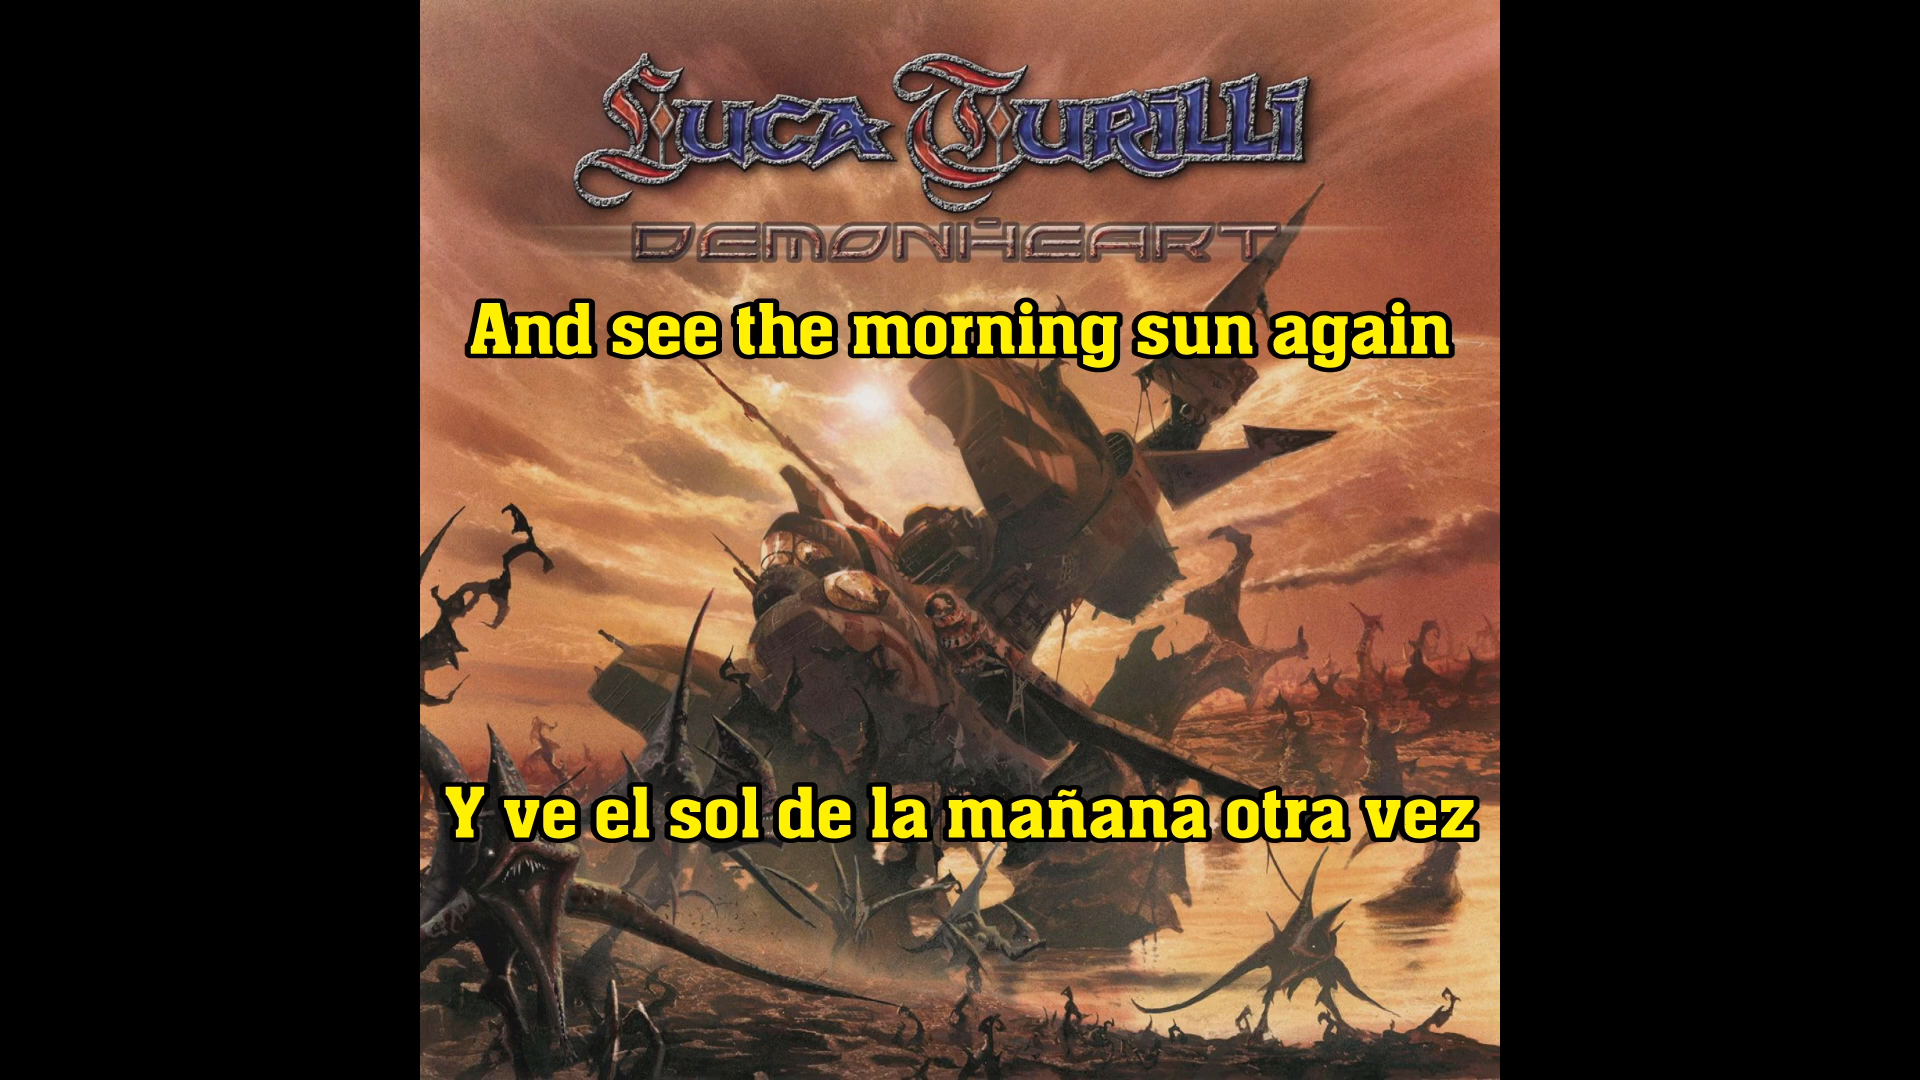 Luca Turilli
DEMONHEART
And see the morning sun again
Y ve el sol de la mañana otra vez